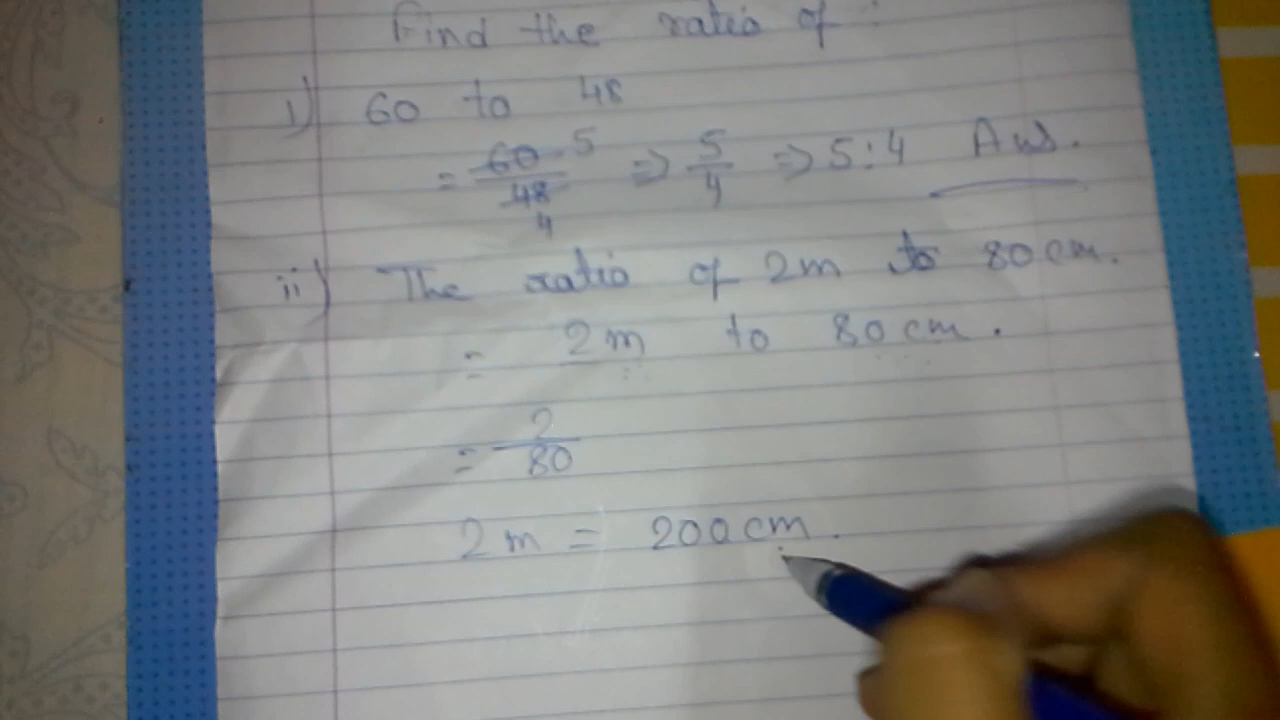 Find the ratio of :
i) 60 to 48
= 60/48 5/4 => 5/4 => 5:4 Ans.
ii) The ratio of 2m to 80cm.
= 2m to 80cm.
= 2/80
2m = 200cm.